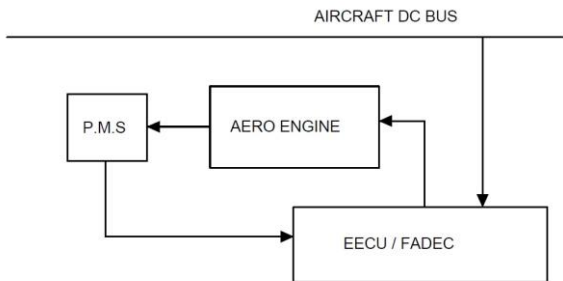 AIRCRAFT DC BUS
P.M.S
AERO ENGINE
EECU / FADEC